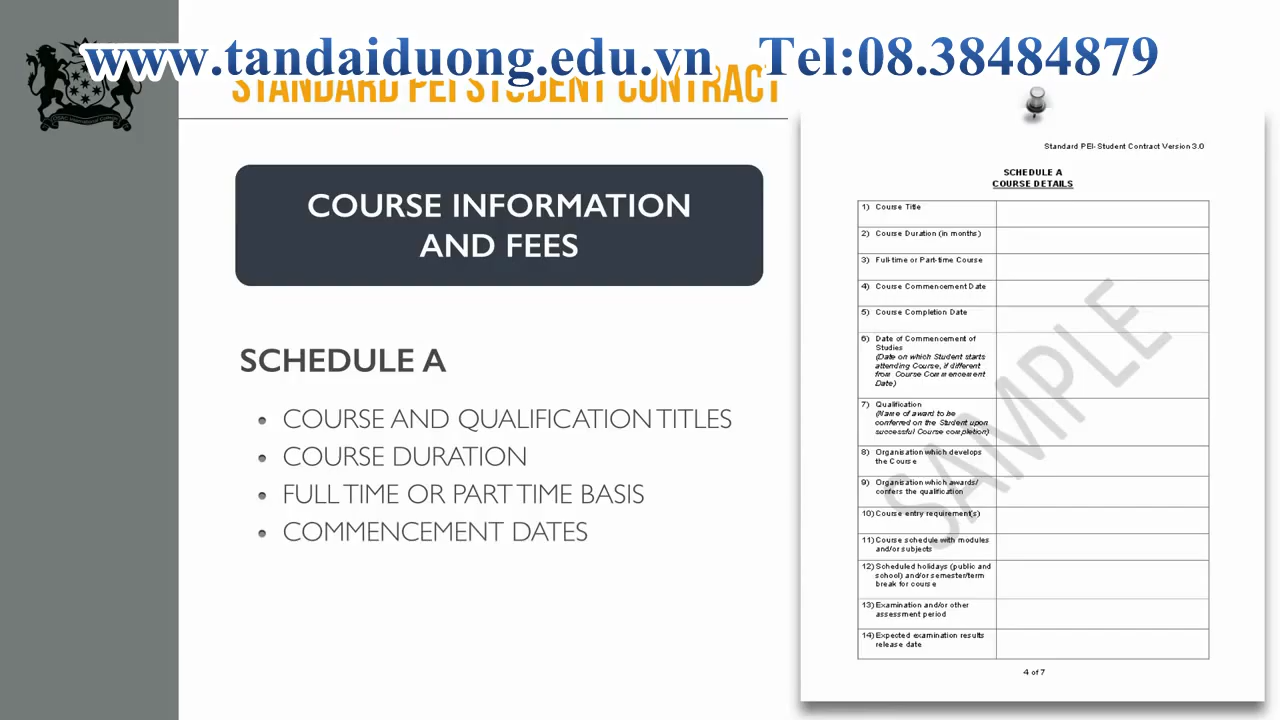 www.tandaiduong.edu.vn Tel:08.38484879
STANDARD PEI STUDENT CONTRACT
COURSE INFORMATION
AND FEES
SCHEDULE A
• COURSE AND QUALIFICATION TITLES
• COURSE DURATION
• FULL TIME OR PART TIME BASIS
• COMMENCEMENT DATES
Standard PEI-Student Contract Version 3.0
SCHEDULE A
COURSE DETAILS
1) Course Title
2) Course Duration (in months)
3) Full-time or Part-time Course
4) Course Commencement Date
5) Course Completion Date
6) Date of Commencement of
Studies
(Date on which Student starts
attending Course, if different
from Course Commencement
Date)
7) Qualification
(Name of award to be
conferred on the Student upon
successful Course completion)
8) Organisation which develops
the Course
9) Organisation which awards/
confers the qualification
10) Course entry requirement(s)
11) Course schedule with modules
and/or subjects
12) Scheduled holidays (public and
school) and/or semester/term
break for course
13) Examination and/or other
assessment period
14) Expected examination results
release date
SAMPLE
4 of 7